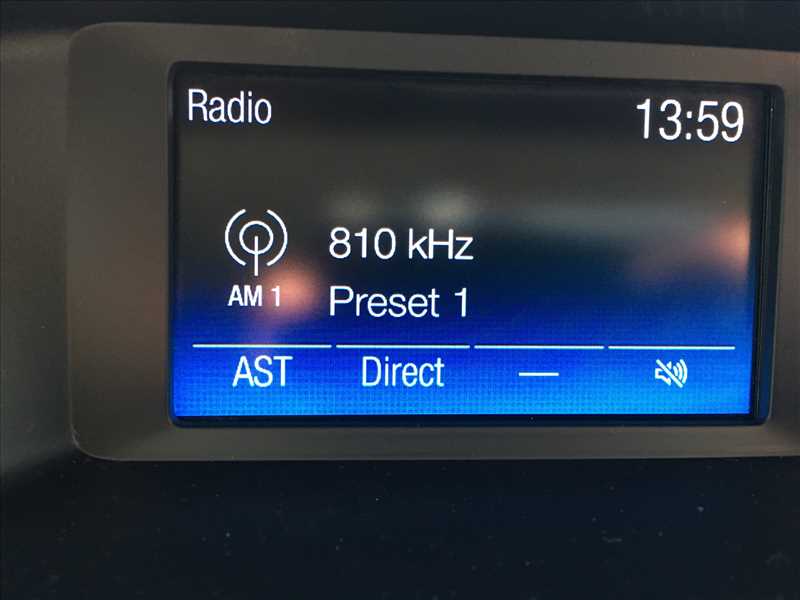 Radio
13:59
810 kHz
AM 1
Preset 1
AST Direct —